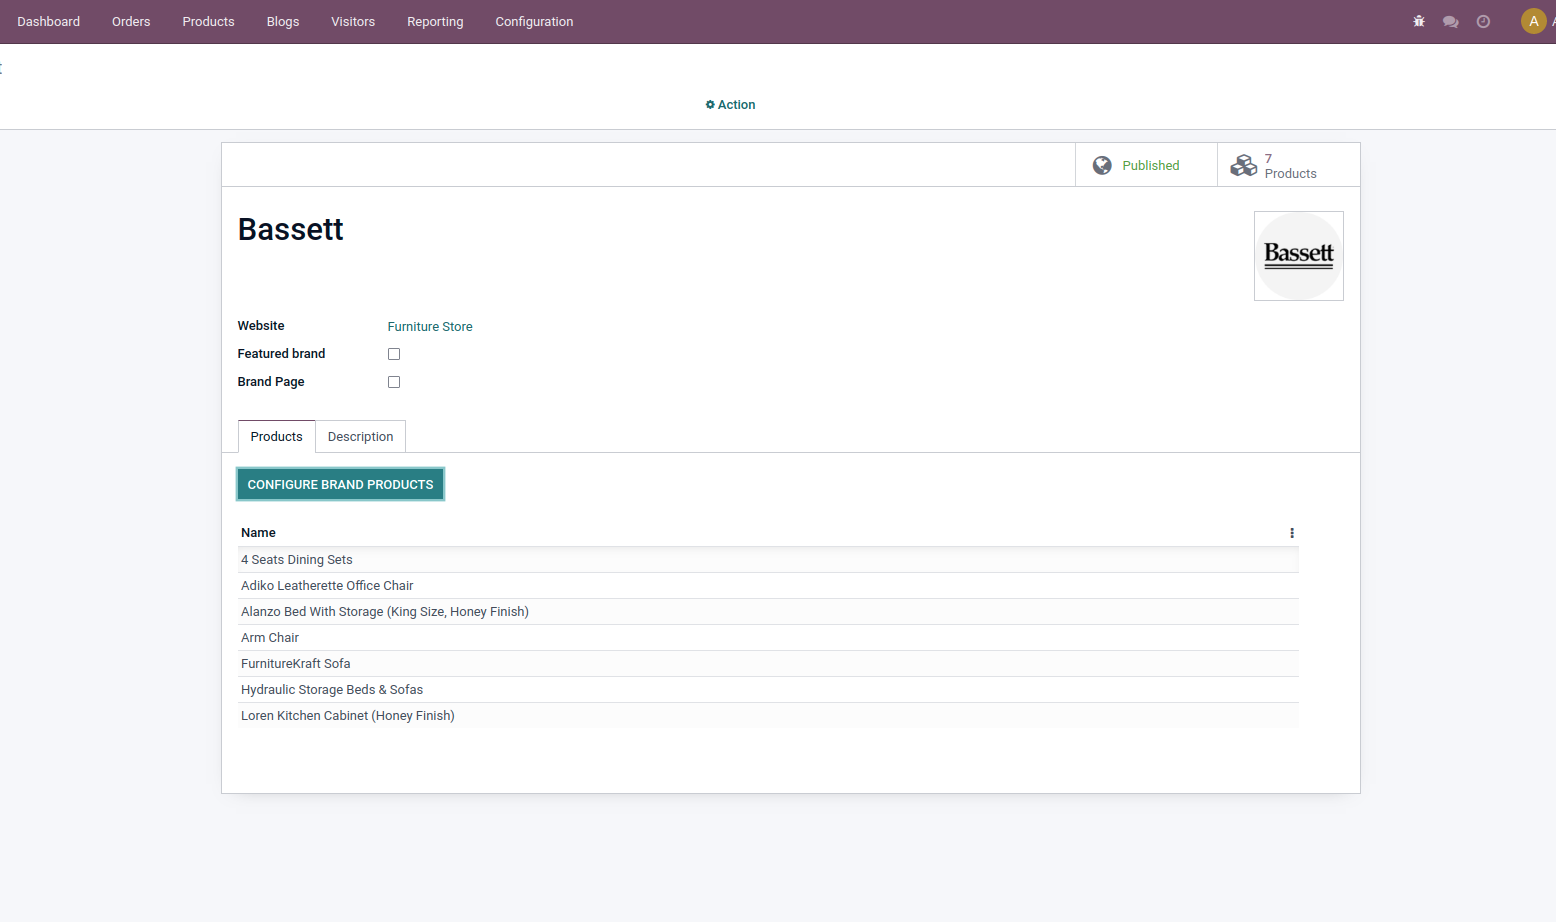 Dashboard Orders Products Blogs Visitors Reporting Configuration A
Action
Published
7
Products
Bassett
Bassett
Website Furniture Store
Featured brand
Brand Page
Products Description
CONFIGURE BRAND PRODUCTS
Name
4 Seats Dining Sets
Adiko Leatherette Office Chair
Alanzo Bed With Storage (King Size, Honey Finish)
Arm Chair
FurnitureKraft Sofa
Hydraulic Storage Beds & Sofas
Loren Kitchen Cabinet (Honey Finish)